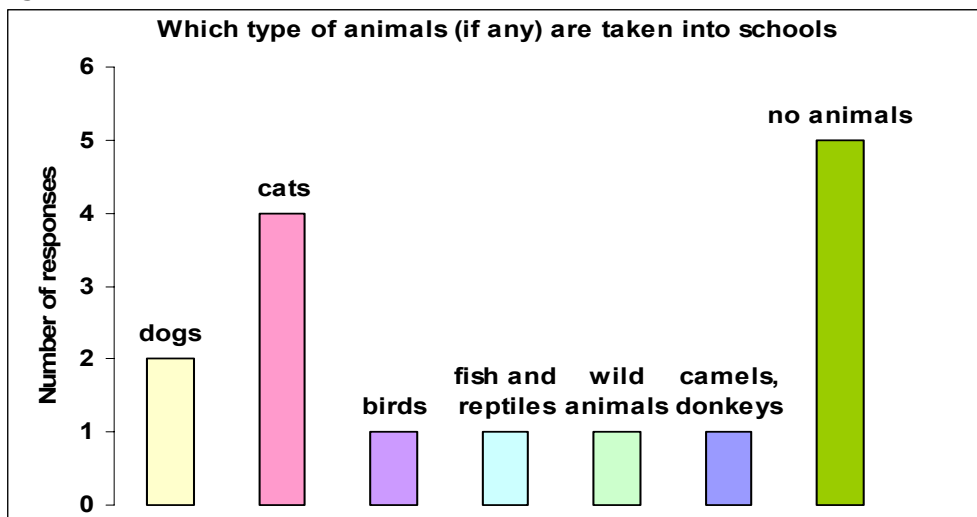 Which type of animals (if any) are taken into schools
6
5
4
3
2
1
0
Number of responses
dogs
cats
birds
fish and
reptiles
wild
animals
camels,
donkeys
no animals